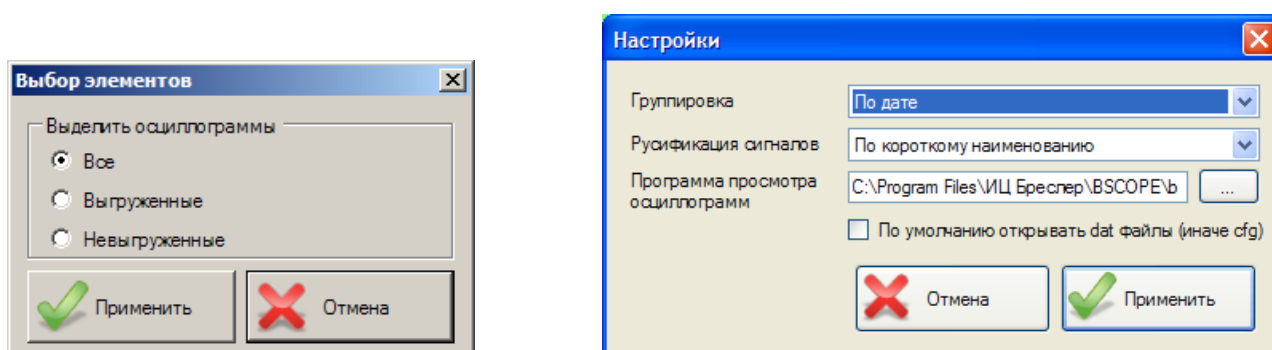 Выбор элементов
Выделить осциллограммы
Все
Выгруженные
Невыгруженные
Применить
Отмена
Настройки
Группировка
По дате
Русификация сигналов
По короткому наименованию
Программа просмотра
осциллограмм
C:\Program Files\ИЦ Бреслер\BSCOPE\b
...
По умолчанию открывать dat файлы (иначе cfg)
Отмена
Применить